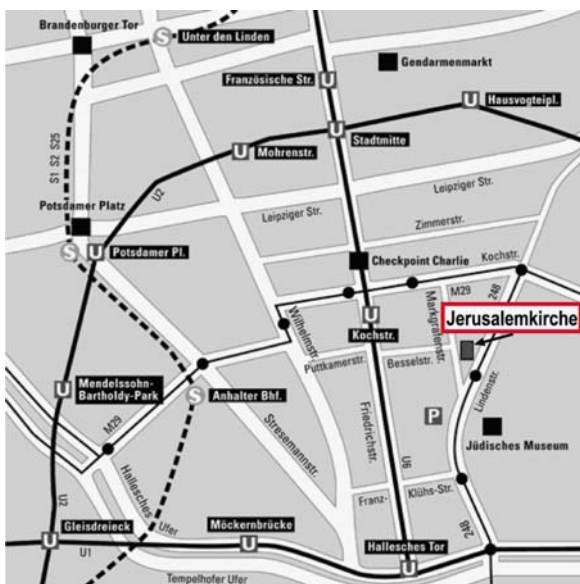 Brandenburger Tor
S
Unter den Linden
U
Gendarmenmarkt
Französische Str.
U
Hausvogteipl.
U
U
Stadtmitte
U
Mohrenstr.
S1 S2 S25
U2
Leipziger Str.
Potsdamer Platz
Leipziger Str.
Zimmerstr.
S
U
Potsdamer Pl.
Checkpoint Charlie
Kochstr.
M29
248
Wilhelmstr.
U
Kochstr.
Markgrafenstr.
Jerusalemkirche
Puttkamerstr.
Besselstr.
U
Mendelssohn-
Bartholdy-Park
S
Anhalter Bhf.
Lindenstr.
P
M29
Stresemannstr.
Friedrichstr.
Jüdisches Museum
Hallesches Ufer
U6
Franz-
Klühs-Str.
U2
Gleisdreieck
Möckernbrücke
248
U
U1
U
Hallesches Tor
U
Tempelhofer Ufer